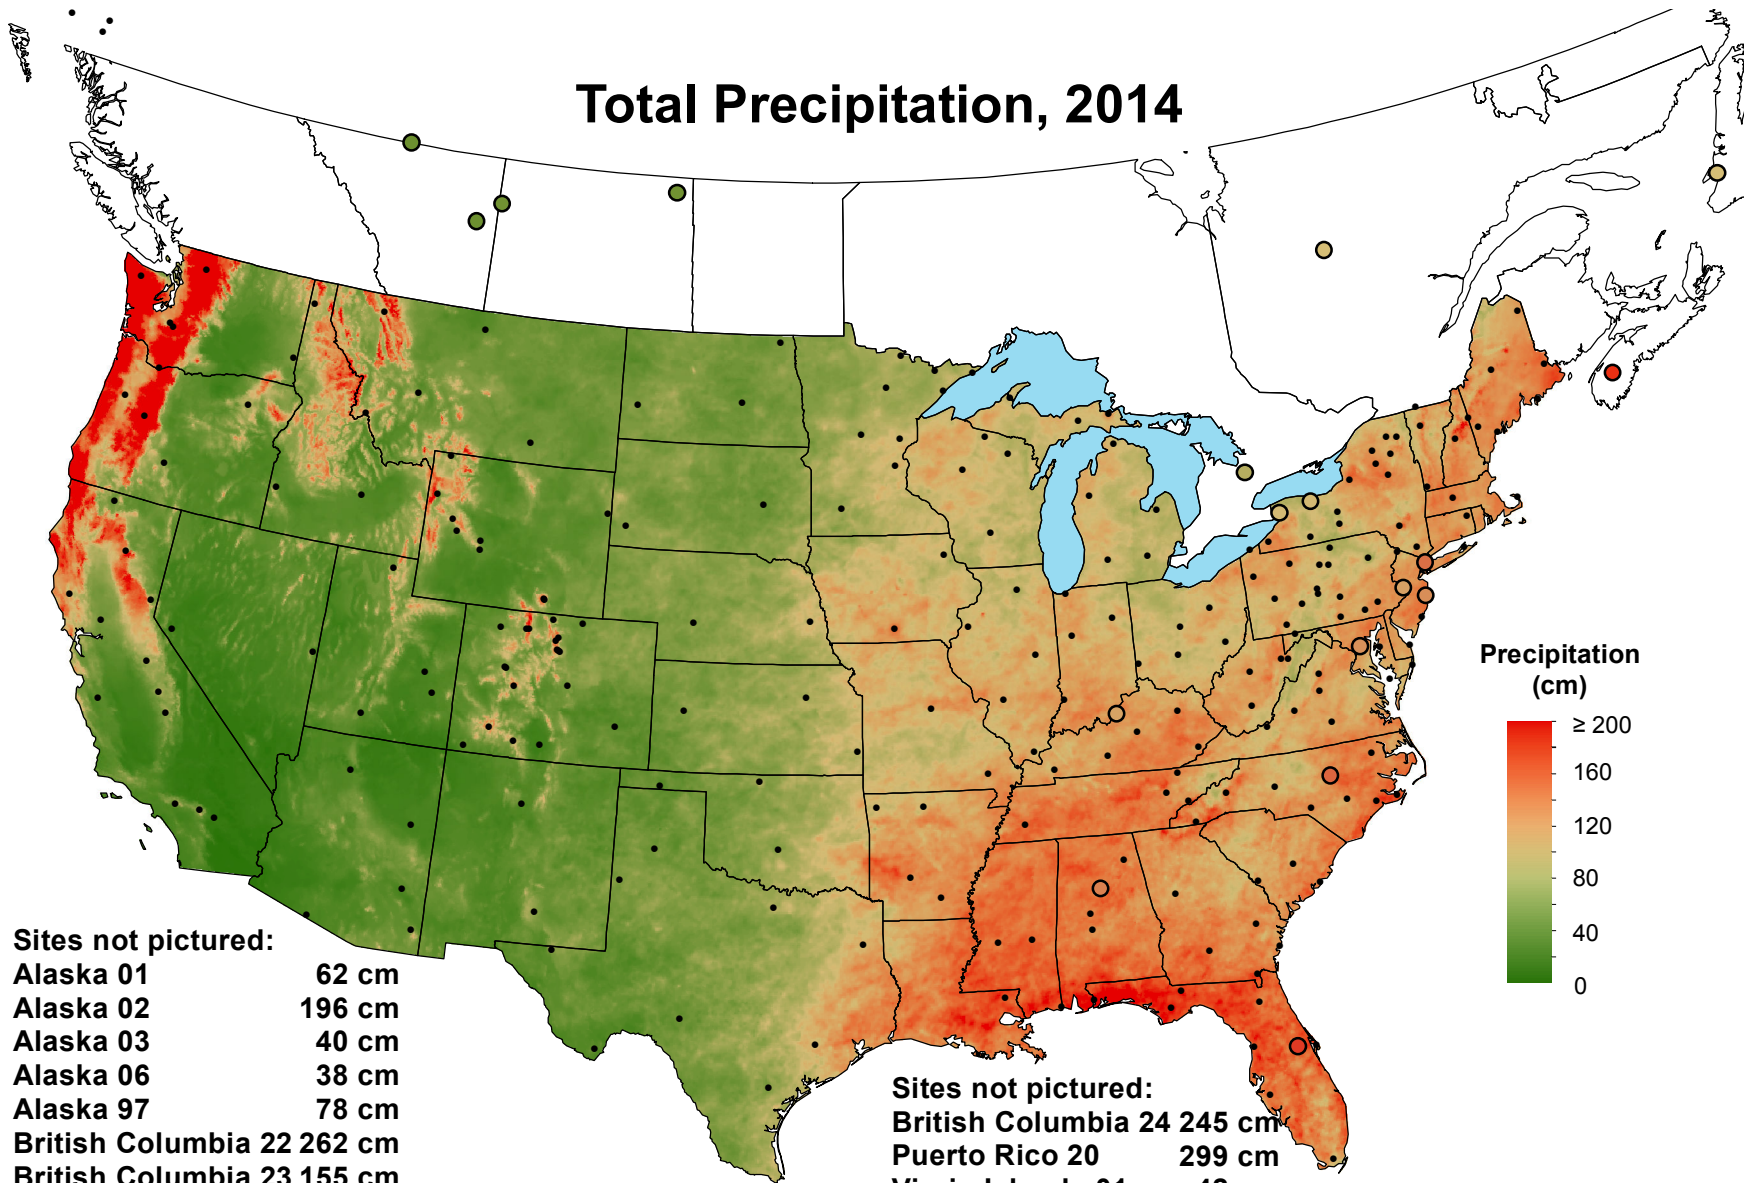 Total Precipitation, 2014
Precipitation
(cm)
≥ 200
160
120
80
40
0
Sites not pictured:
Alaska 01 62 cm
Alaska 02 196 cm
Alaska 03 40 cm
Alaska 06 38 cm
Alaska 97 78 cm
British Columbia 22 262 cm
British Columbia 23 155 cm
Sites not pictured:
British Columbia 24 245 cm
Puerto Rico 20 299 cm